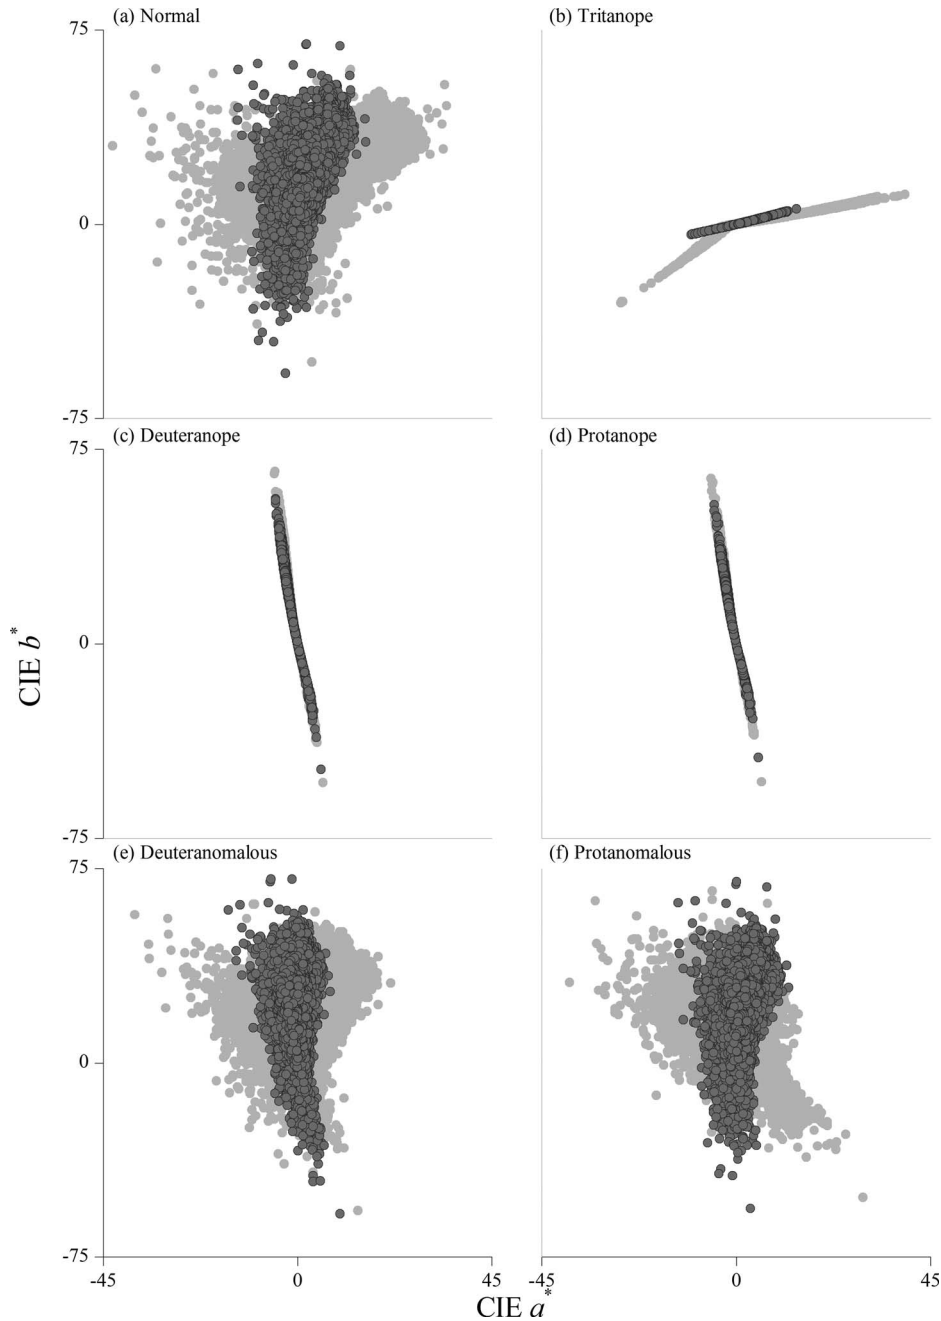 (a) Normal
(b) Tritanope
75
0
-75
(c) Deuteranope
(d) Protanope
75
0
-75
(e) Deuteranomalous
(f) Protanomalous
75
0
-75
-45
0
45
-45
0
45
CIE b*
CIE a*